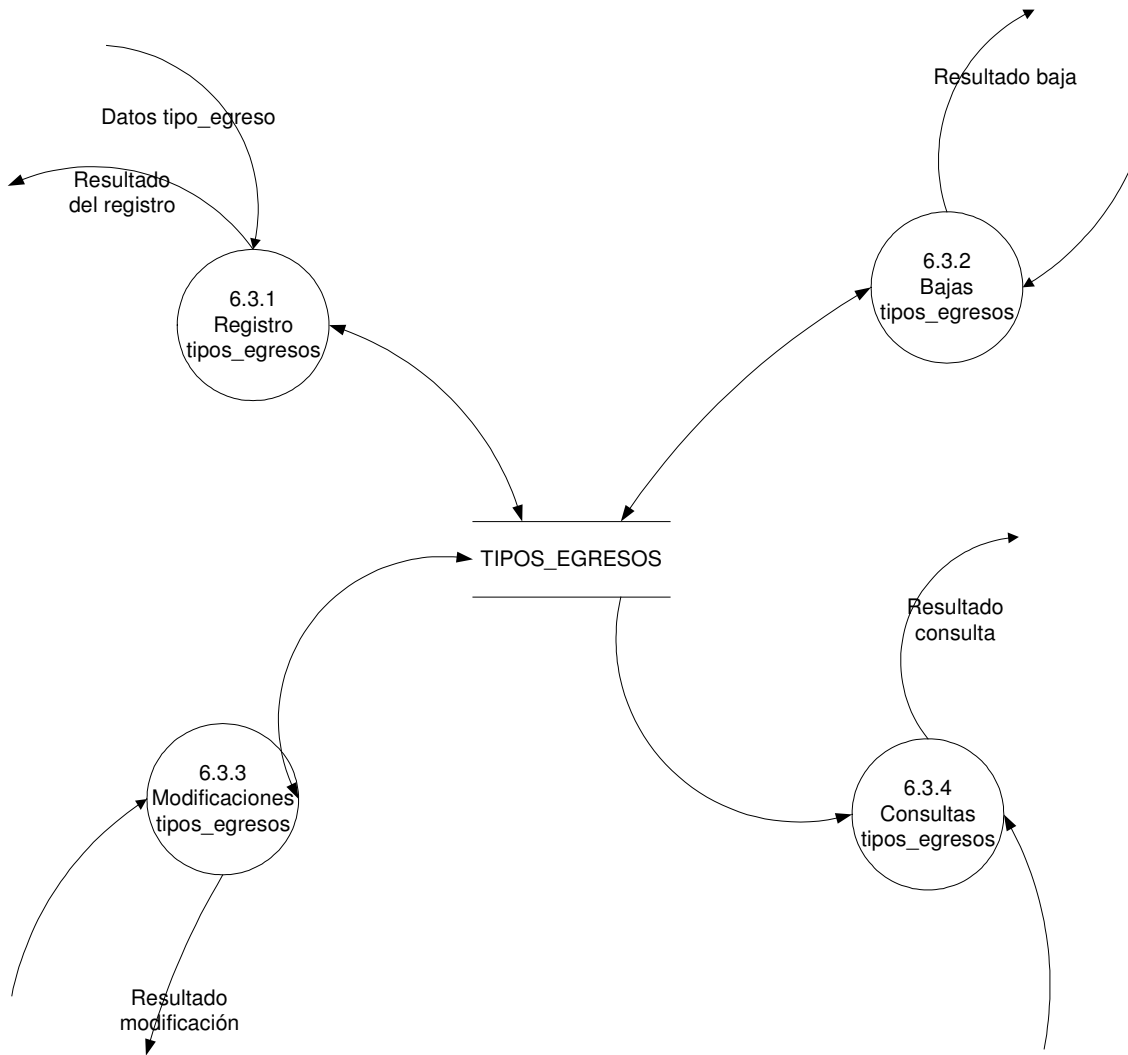 Datos tipo_egreso
Resultado
del registro
6.3.1
Registro
tipos_egresos
Resultado baja
6.3.2
Bajas
tipos_egresos
TIPOS_EGRESOS
Resultado
consulta
6.3.3
Modificaciones
tipos_egresos
6.3.4
Consultas
tipos_egresos
Resultado
modificación